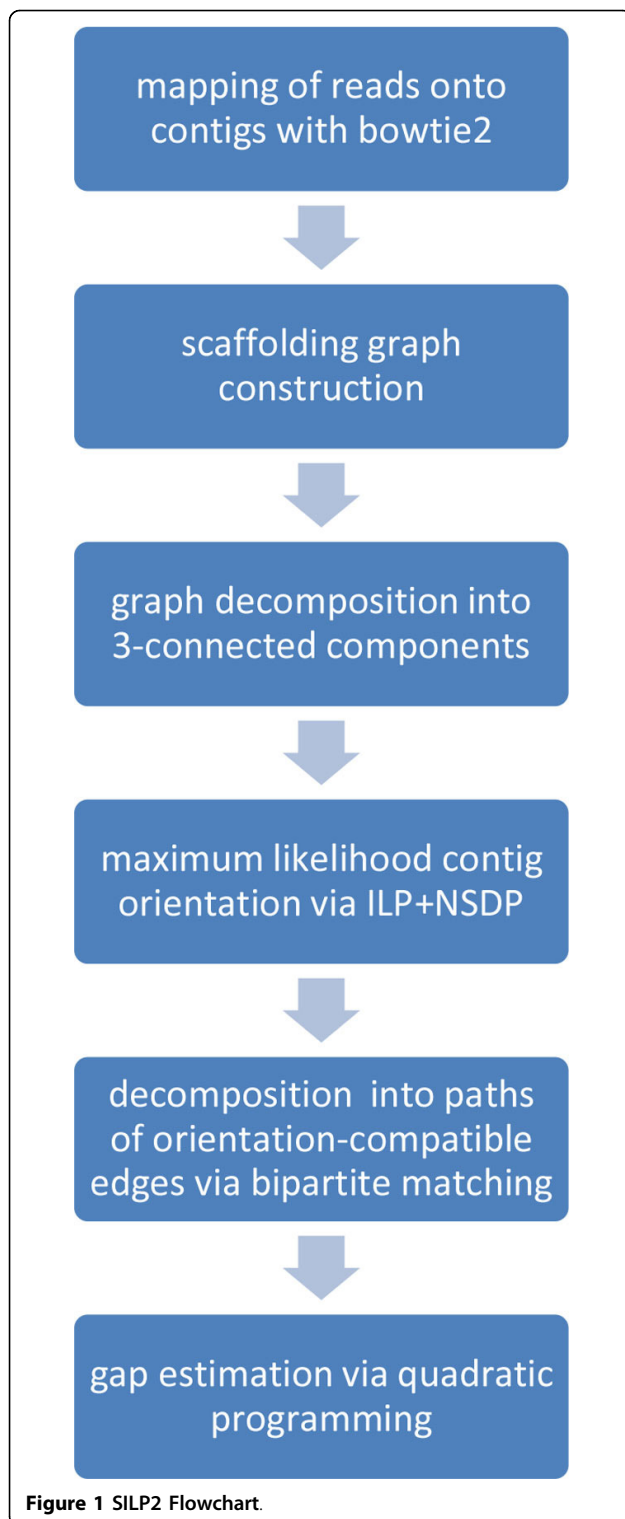 mapping of reads onto
contigs with bowtie2
scaffolding graph
construction
graph decomposition into
3-connected components
maximum likelihood contig
orientation via ILP+NSDP
decomposition into paths
of orientation-compatible
edges via bipartite matching
gap estimation via quadratic
programming
Figure 1 SILP2 Flowchart.